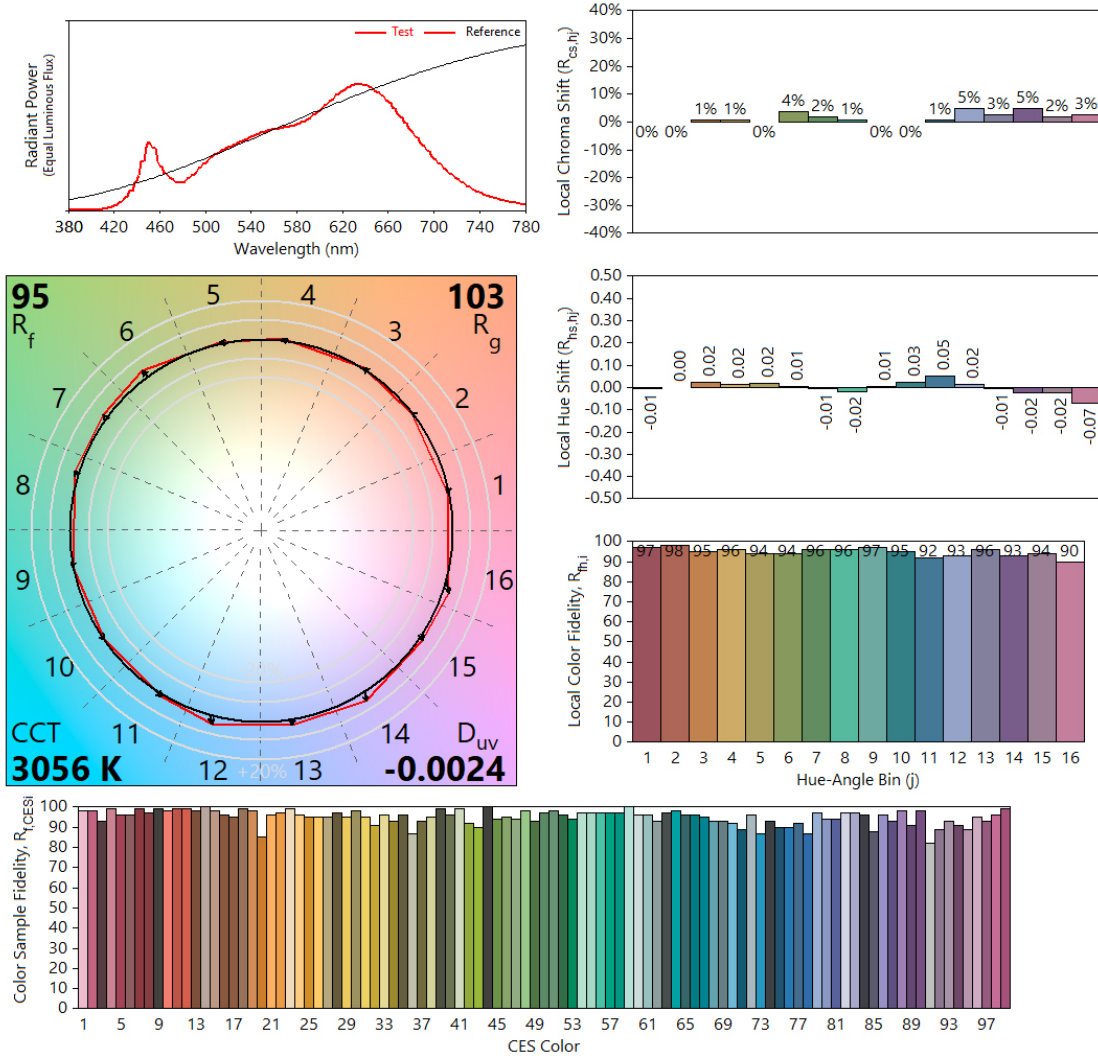 Test
Reference
Radiant Power
(Equal Luminous Flux)
380 420 460 500 540 580 620 660 700 740 780
Wavelength (nm)
Local Chroma Shift (Rcs,hj)
40%
30%
20%
10%
0%
-10%
-20%
-30%
-40%
0% 0% 1% 1% 0% 4% 2% 1% 0% 0% 1% 5% 3% 5% 2% 3%
95
Rf
103
Rg
5 4
6 3
7 2
8 1
9 16
10 15
11 14
12 13
+20%
CCT
3056 K
Duv
-0.0024
Local Hue Shift (Rhs,hj)
0.50
0.40
0.30
0.20
0.10
0.00
-0.10
-0.20
-0.30
-0.40
-0.50
-0.01 0.00 0.02 0.02 0.02 0.01 -0.01 -0.02 0.01 0.03 0.05 0.02 -0.01 -0.02 -0.02 -0.07
Local Color Fidelity, Rfh,i
100
90
80
70
60
50
40
30
20
10
0
97 98 95 96 94 94 96 96 97 95 92 93 96 93 94 90
1 2 3 4 5 6 7 8 9 10 11 12 13 14 15 16
Hue-Angle Bin (j)
Color Sample Fidelity, Rf,CESi
100
90
80
70
60
50
40
30
20
10
0
1 5 9 13 17 21 25 29 33 37 41 45 49 53 57 61 65 69 73 77 81 85 89 93 97
CES Color